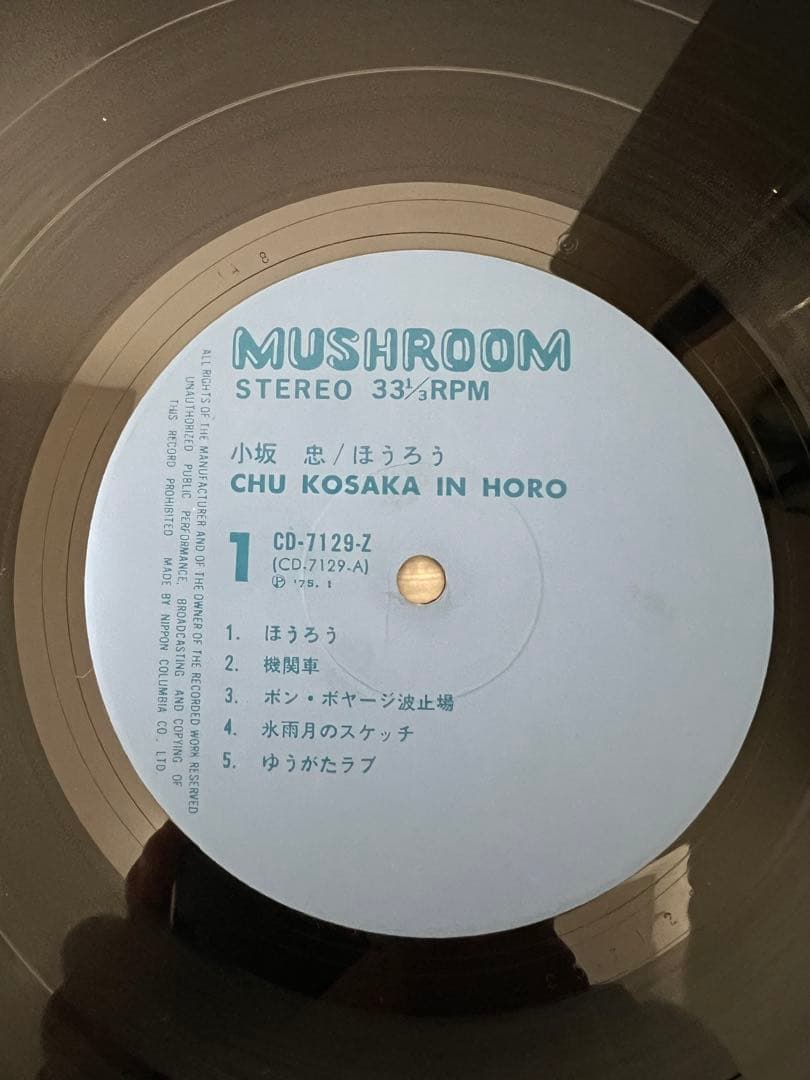 MUSHROOM
STEREO 33⅓RPM
小坂 忠/ほうろう
CHU KOSAKA IN HORO
1
CD-7129-Z
(CD-7129-A)
Ⓟ '75. 1
1. ほうろう
2. 機関車
3. ボン・ボヤージ波止場
4. 氷雨月のスケッチ
5. ゆうがたラブ
ALL RIGHTS OF THE MANUFACTURER AND OF THE OWNER OF THE RECORDED WORK RESERVED
UNAUTHORIZED PUBLIC PERFORMANCE, BROADCASTING AND COPYING OF
THIS RECORD PROHIBITED MADE BY NIPPON COLUMBIA CO., LTD.